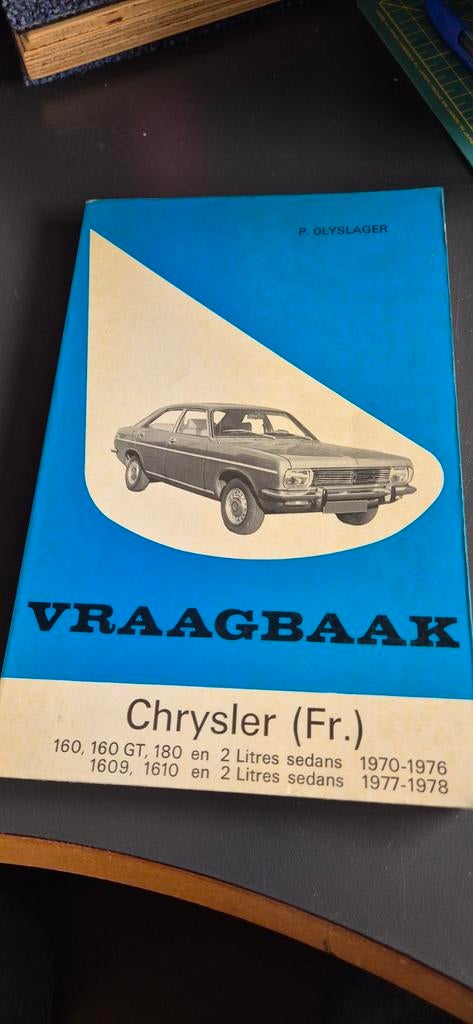 P. OLYSLAGER
VRAAGBAAK
Chrysler (Fr.)
160, 160 GT, 180 en 2 Litres sedans 1970-1976
1609, 1610 en 2 Litres sedans 1977-1978